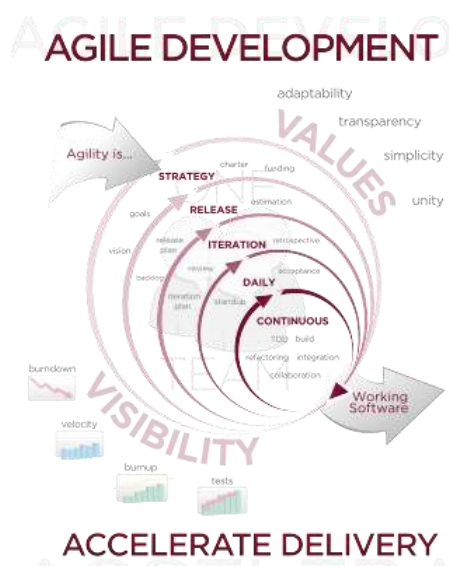 AGILE DEVELOPMENT
adaptability
VALUES
transparency
Agility is...
simplicity
charter
funding
STRATEGY
ONE
unity
estimation
goals
RELEASE
release
plan
ITERATION
retrospective
vision
review
acceptance
backlog
DAILY
iteration
plan
standup
CONTINUOUS
TDD build
refactoring integration
TEAM
collaboration
burndown
VISIBILITY
Working
Software
velocity
burnup
tests
ACCELERATE DELIVERY